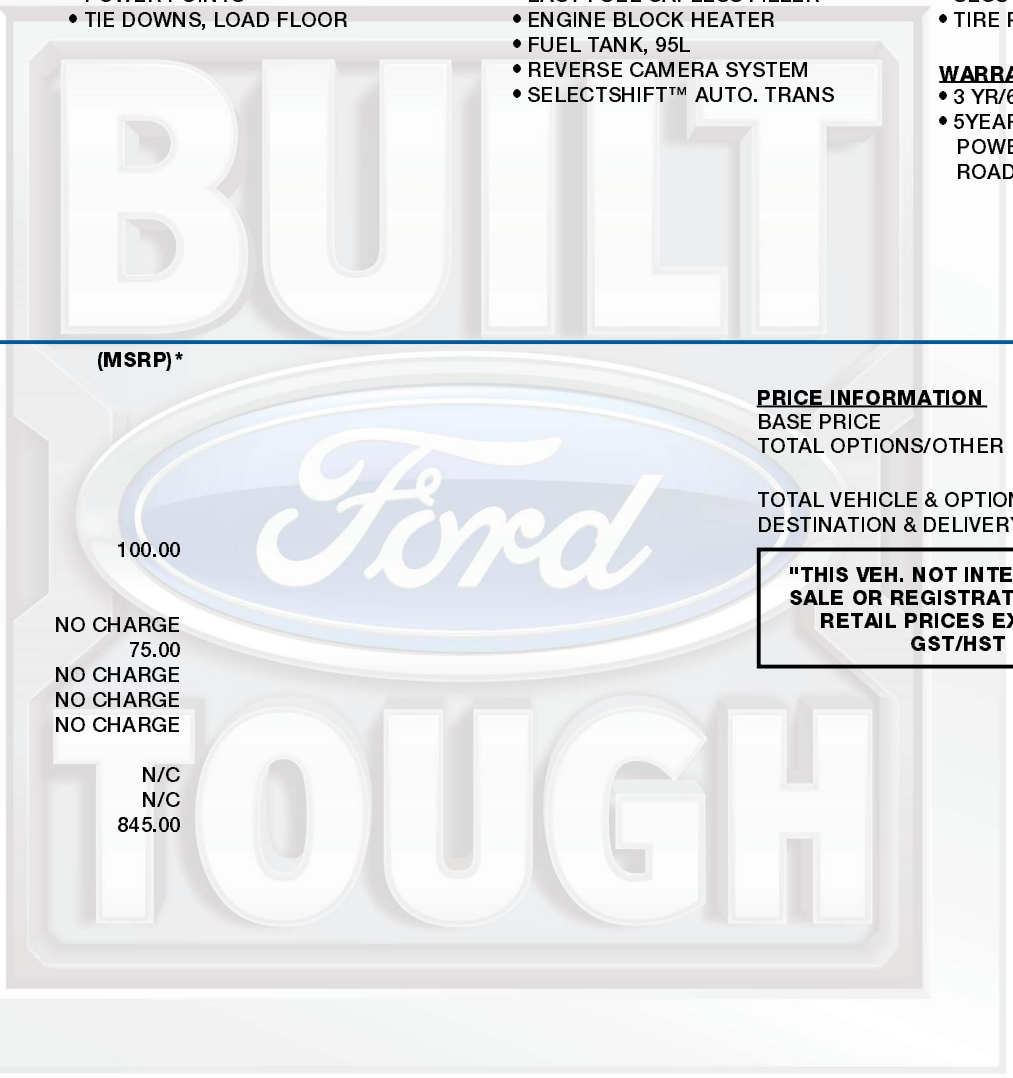 • TIE DOWNS, LOAD FLOOR
• ENGINE BLOCK HEATER
• FUEL TANK, 95L
• REVERSE CAMERA SYSTEM
• SELECTSHIFT™ AUTO. TRANS
• TIRE
WARRA
• 3 YR/6
• 5YEAR
POWE
ROAD
BUILT
(MSRP)*
100.00
NO CHARGE
75.00
NO CHARGE
NO CHARGE
NO CHARGE
N/C
N/C
845.00
Ford
PRICE INFORMATION
BASE PRICE
TOTAL OPTIONS/OTHER
TOTAL VEHICLE & OPTION
DESTINATION & DELIVERY
"THIS VEH. NOT INTE
SALE OR REGISTRAT
RETAIL PRICES EX
GST/HST
TOUGH